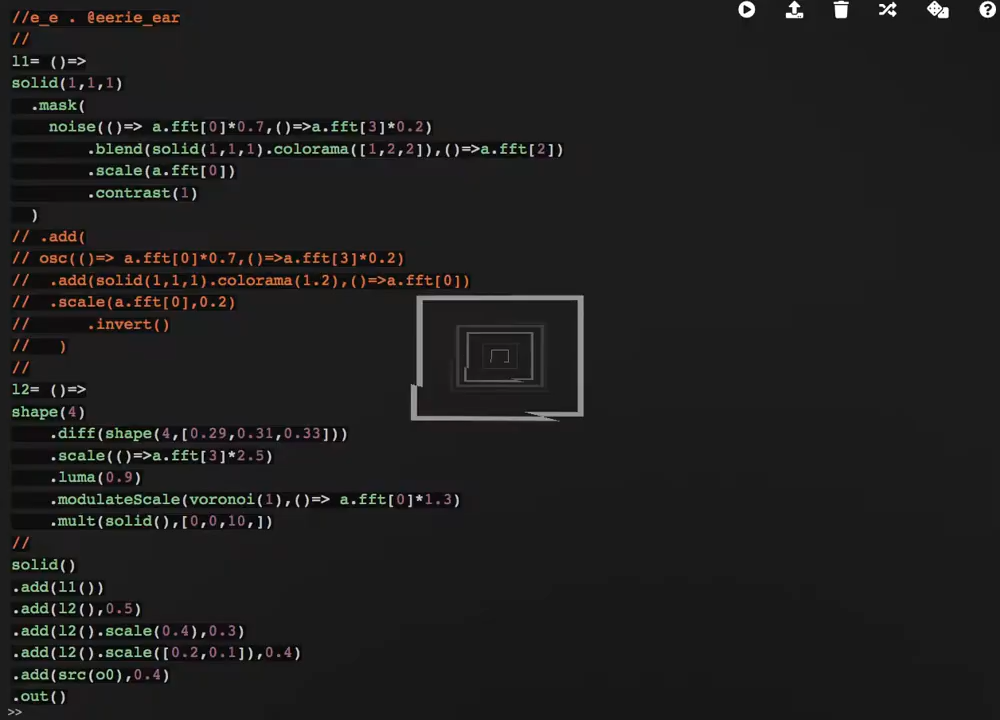 //e_e . @eerie_ear
//
l1= ()=>
solid(1,1,1)
  .mask(
    noise(()=> a.fft[0]*0.7,()=>a.fft[3]*0.2)
        .blend(solid(1,1,1).colorama([1,2,2]),()=>a.fft[2])
        .scale(a.fft[0])
        .contrast(1)
  )
// .add(
// osc(()=> a.fft[0]*0.7,()=>a.fft[3]*0.2)
//  .add(solid(1,1,1).colorama(1.2),()=>a.fft[0])
//  .scale(a.fft[0],0.2)
//      .invert()
//   )
//
l2= ()=>
shape(4)
    .diff(shape(4,[0.29,0.31,0.33]))
    .scale(()=>a.fft[3]*2.5)
    .luma(0.9)
    .modulateScale(voronoi(1),()=> a.fft[0]*1.3)
    .mult(solid(),[0,0,10,])
//
solid()
.add(l1())
.add(l2(),0.5)
.add(l2().scale(0.4),0.3)
.add(l2().scale([0.2,0.1]),0.4)
.add(src(o0),0.4)
.out()
>>